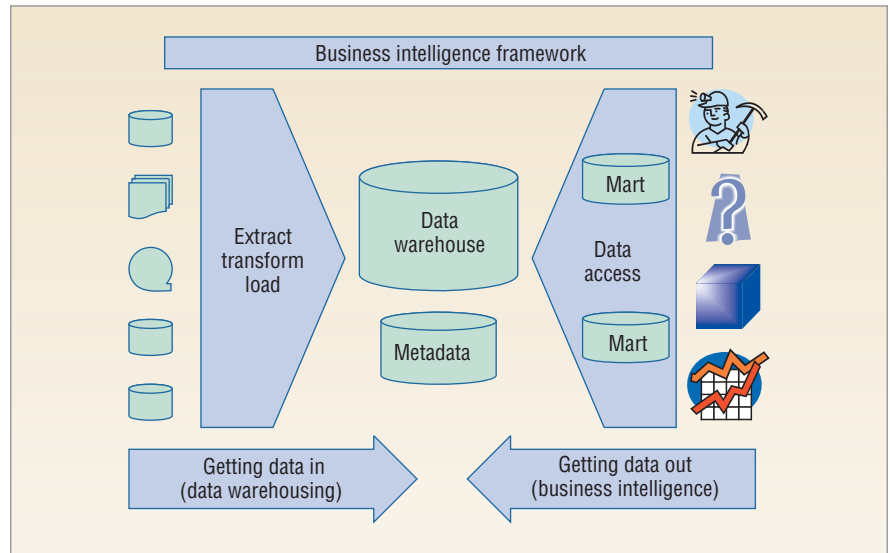 Business intelligence framework
Extract
transform
load
Data
warehouse
Metadata
Mart
Data
access
Mart
?
Getting data in
(data warehousing)
Getting data out
(business intelligence)